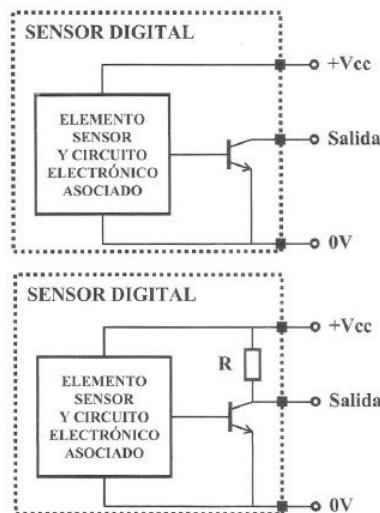 SENSOR DIGITAL
+Vcc
ELEMENTO
SENSOR
Y CIRCUITO
ELECTRÓNICO
ASOCIADO
Salida
0V
SENSOR DIGITAL
+Vcc
R
ELEMENTO
SENSOR
Y CIRCUITO
ELECTRÓNICO
ASOCIADO
Salida
0V